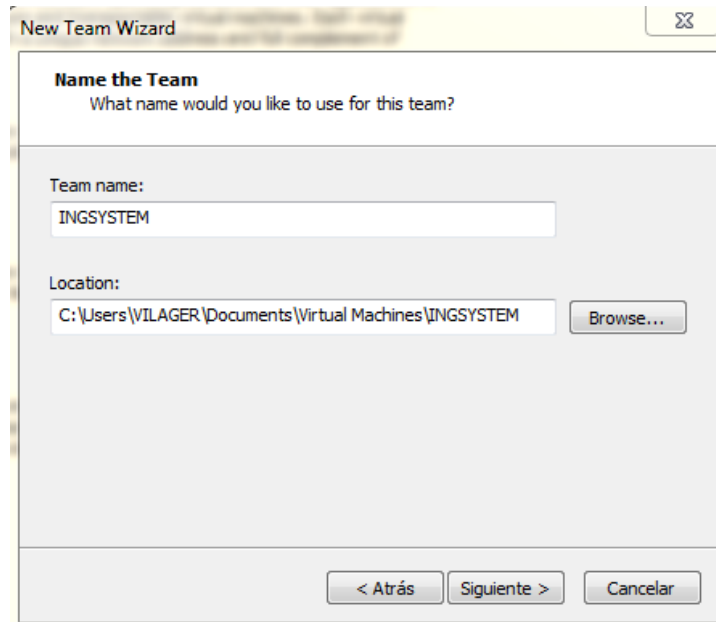 New Team Wizard
Name the Team
What name would you like to use for this team?
Team name:
INGSYSTEM
Location:
C:\Users\VILAGER\Documents\Virtual Machines\INGSYSTEM
Browse...
< Atrás
Siguiente >
Cancelar